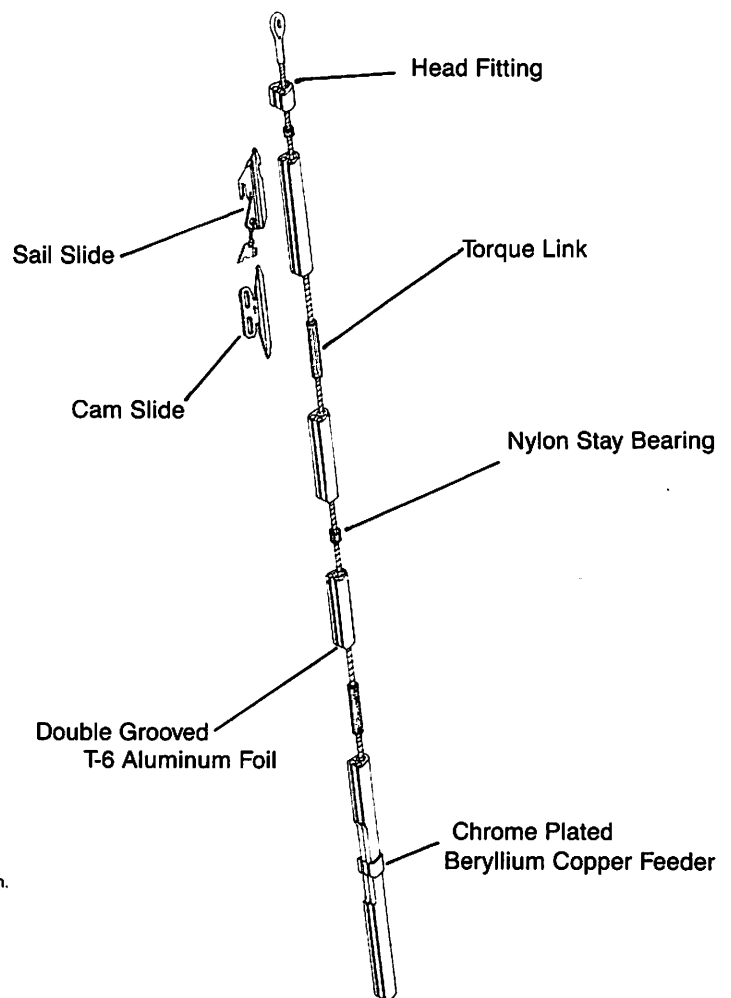 Head Fitting
Sail Slide
Torque Link
Cam Slide
Nylon Stay Bearing
Double Grooved
T-6 Aluminum Foil
Chrome Plated
Beryllium Copper Feeder